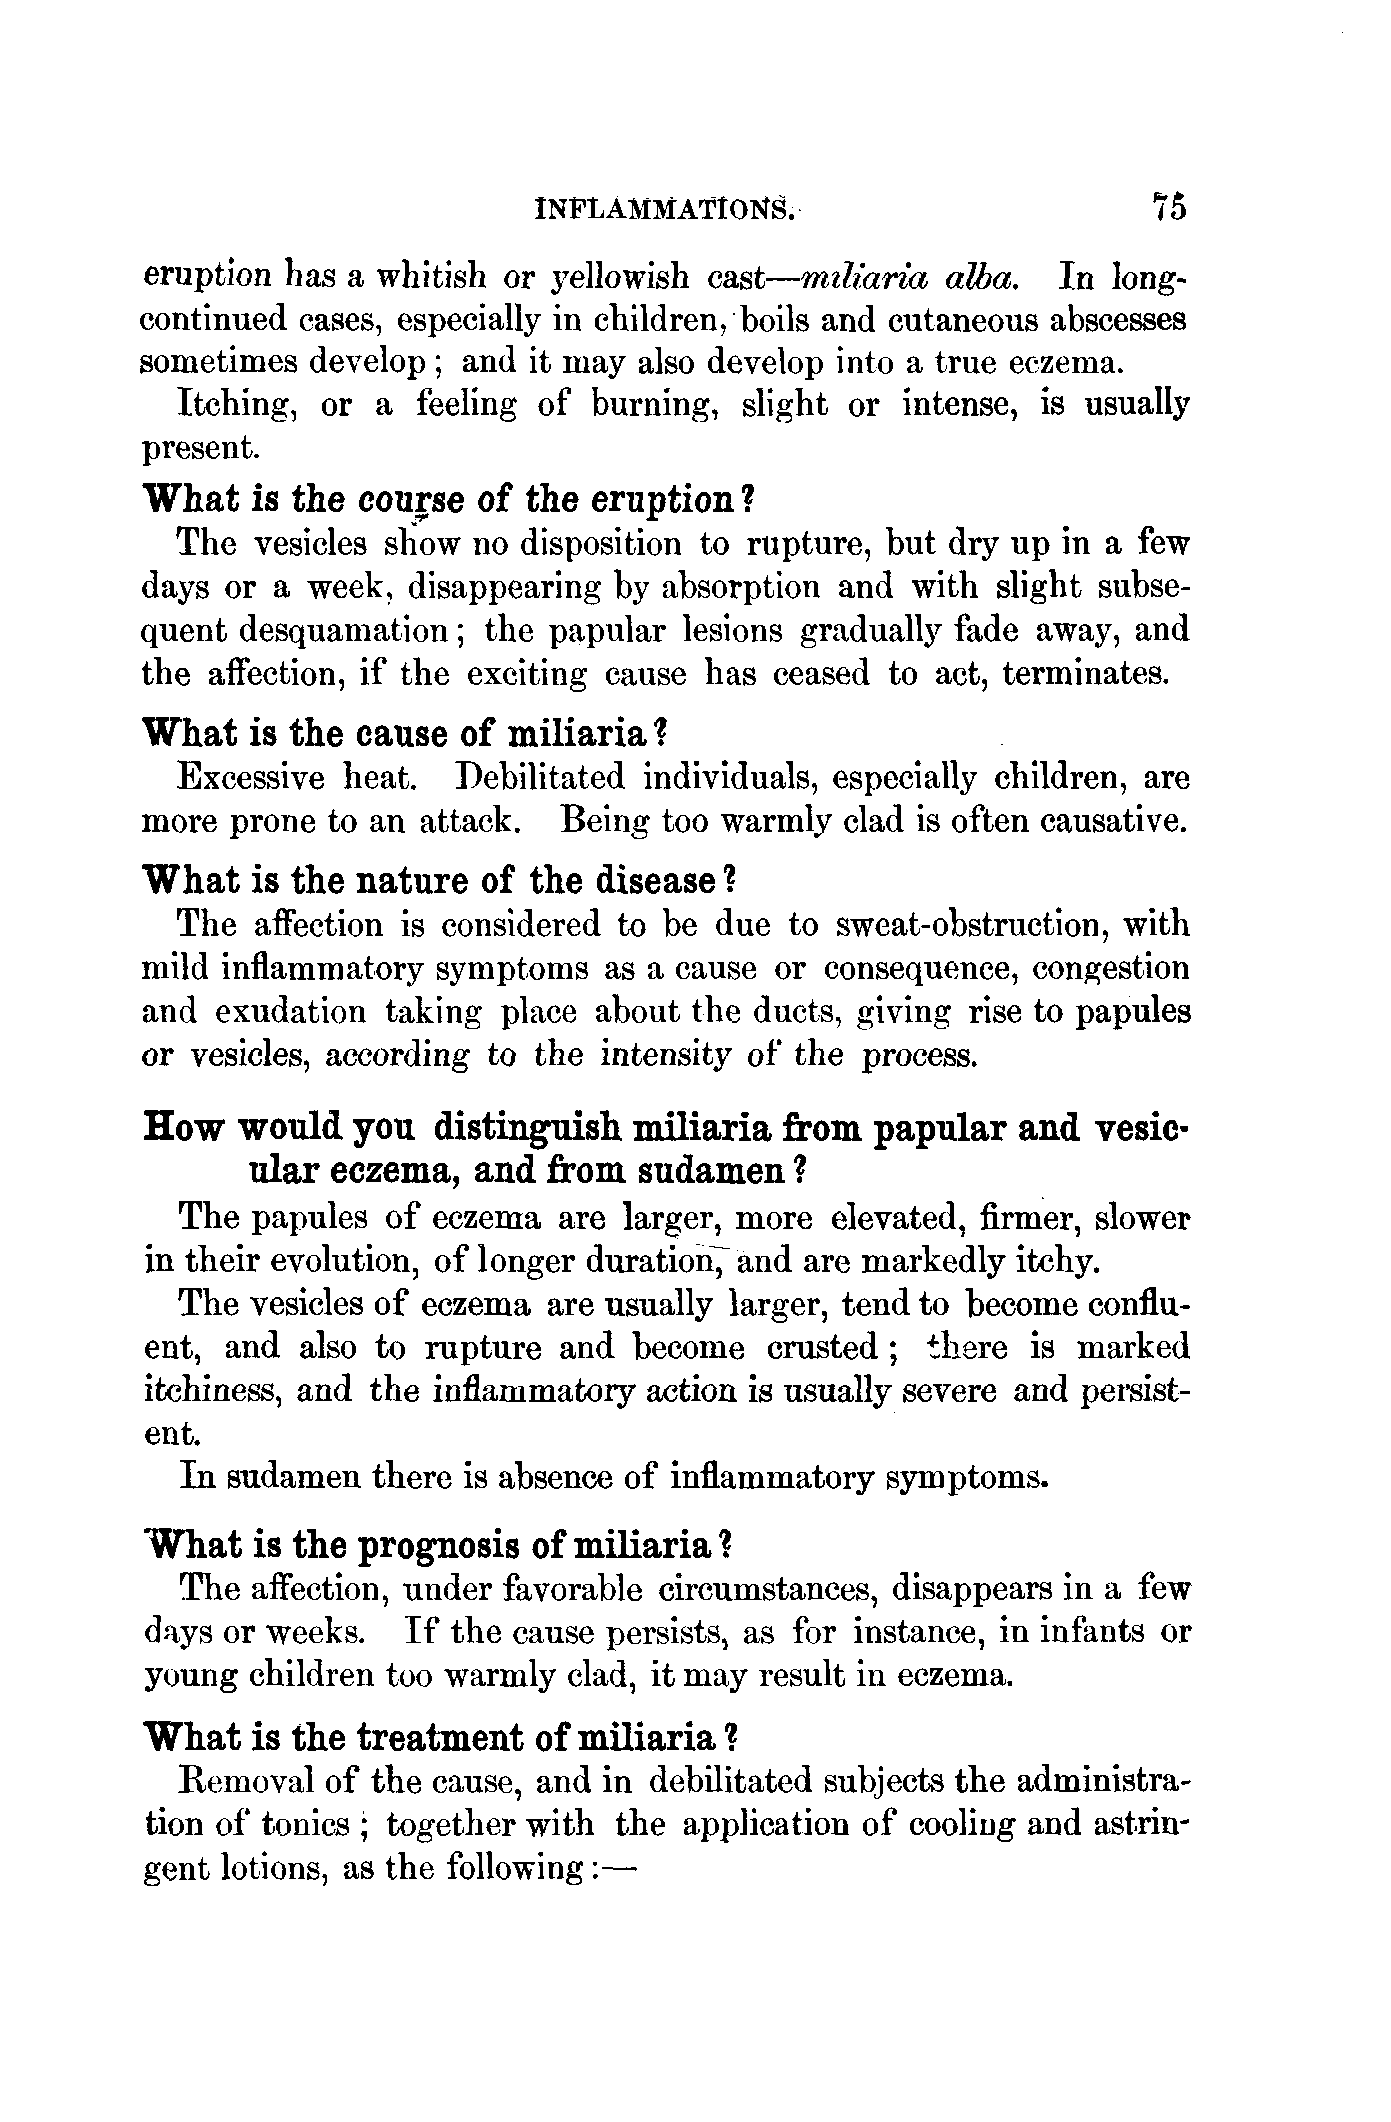 INFLAMMATIONS. 75
eruption has a whitish or yellowish cast—miliaria alba. In long-
continued cases, especially in children, boils and cutaneous abscesses
sometimes develop; and it may also develop into a true eczema.
Itching, or a feeling of burning, slight or intense, is usually
present.
What is the course of the eruption?
The vesicles show no disposition to rupture, but dry up in a few
days or a week, disappearing by absorption and with slight subse-
quent desquamation; the papular lesions gradually fade away, and
the affection, if the exciting cause has ceased to act, terminates.
What is the cause of miliaria?
Excessive heat. Debilitated individuals, especially children, are
more prone to an attack. Being too warmly clad is often causative.
What is the nature of the disease?
The affection is considered to be due to sweat-obstruction, with
mild inflammatory symptoms as a cause or consequence, congestion
and exudation taking place about the ducts, giving rise to papules
or vesicles, according to the intensity of the process.
How would you distinguish miliaria from papular and vesic-
ular eczema, and from sudamen?
The papules of eczema are larger, more elevated, firmer, slower
in their evolution, of longer duration, and are markedly itchy.
The vesicles of eczema are usually larger, tend to become conflu-
ent, and also to rupture and become crusted; there is marked
itchiness, and the inflammatory action is usually severe and persist-
ent.
In sudamen there is absence of inflammatory symptoms.
What is the prognosis of miliaria?
The affection, under favorable circumstances, disappears in a few
days or weeks. If the cause persists, as for instance, in infants or
young children too warmly clad, it may result in eczema.
What is the treatment of miliaria?
Removal of the cause, and in debilitated subjects the administra-
tion of tonics; together with the application of cooling and astrin-
gent lotions, as the following:—